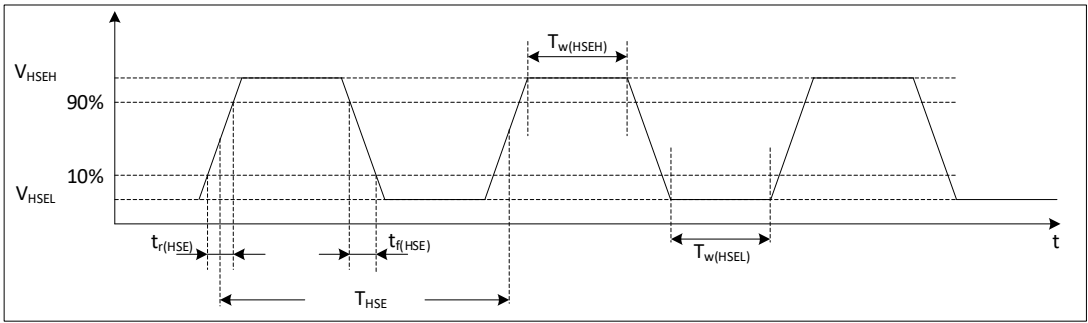 T_w(HSEH)
V_HSEH
90%
10%
V_HSEL
t_r(HSE)
t_f(HSE)
T_w(HSEL)
t
T_HSE